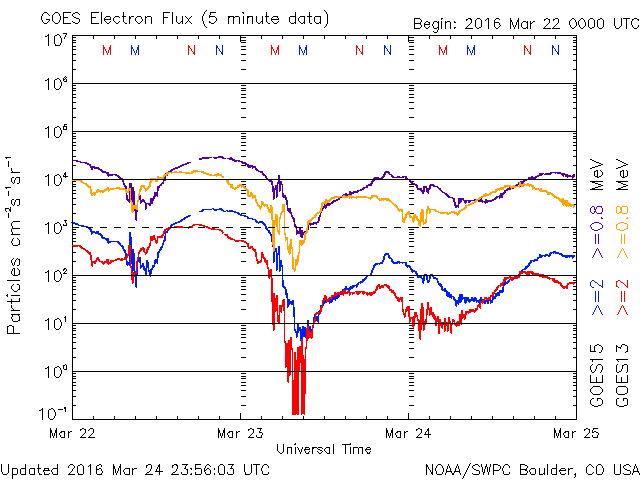 GOES Electron Flux (5 minute data)
Begin: 2016 Mar 22 0000 UTC
M M N N M M N N M M N N
10⁷
10⁶
10⁵
10⁴
10³
10²
10¹
10⁰
10⁻¹
Particles cm⁻²s⁻¹sr⁻¹
Mar 22 Mar 23 Mar 24 Mar 25
Universal Time
GOES15 >=2 >=0.8 MeV
GOES13 >=2 >=0.8 MeV
Updated 2016 Mar 24 23:56:03 UTC
NOAA/SWPC Boulder, CO USA